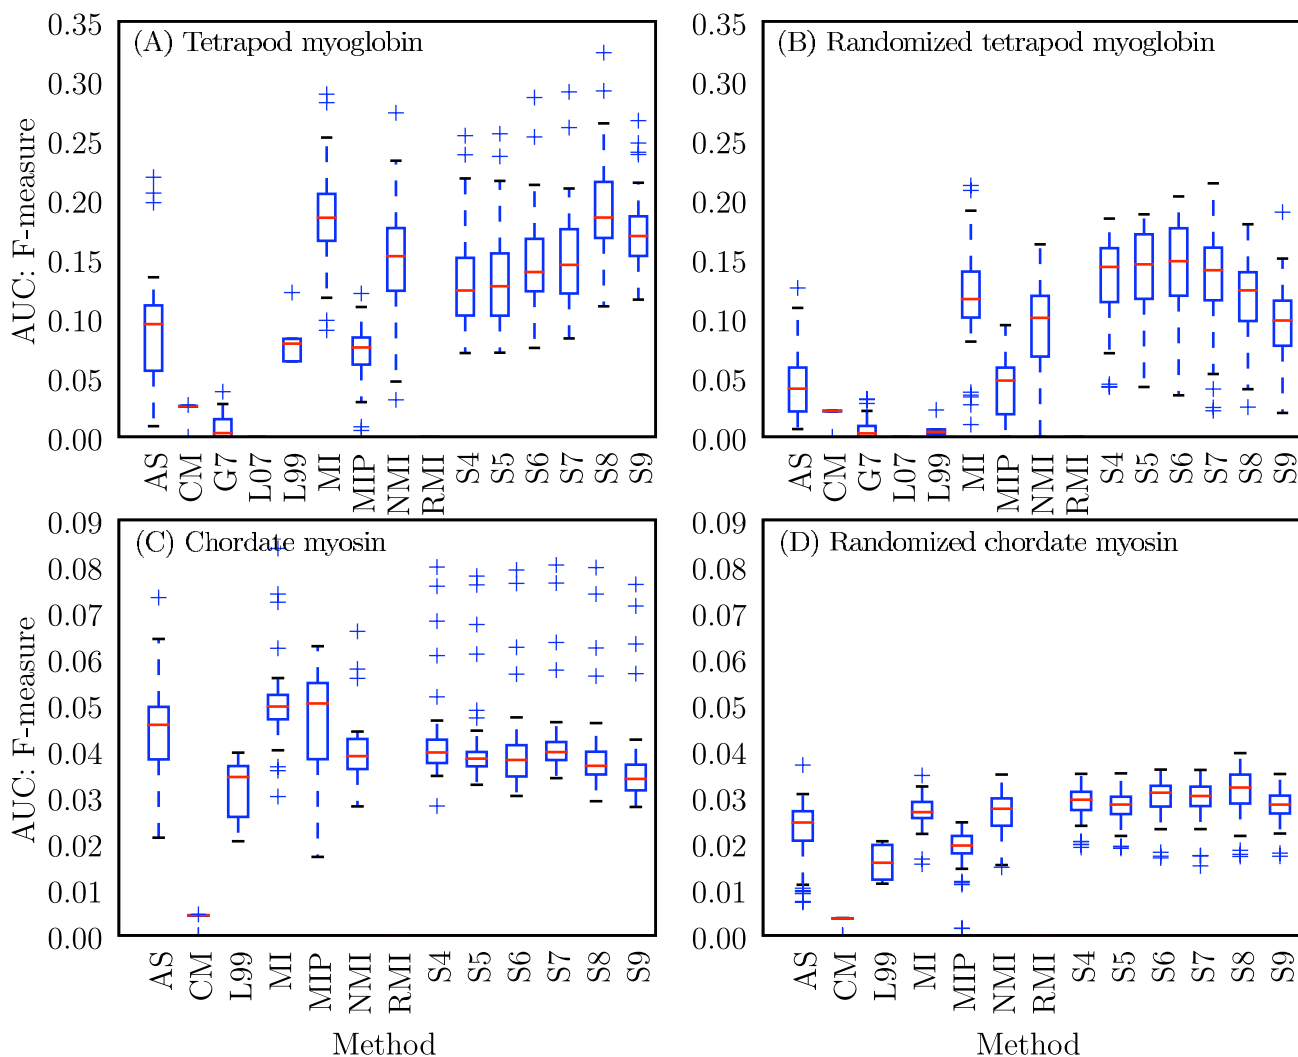 (A) Tetrapod myoglobin
AUC: F-measure
0.35
0.30
0.25
0.20
0.15
0.10
0.05
0.00
AS
CM
G7
L07
L99
MI
MIP
NMI
RMI
S4
S5
S6
S7
S8
S9
(B) Randomized tetrapod myoglobin
0.35
0.30
0.25
0.20
0.15
0.10
0.05
0.00
AS
CM
G7
L07
L99
MI
MIP
NMI
RMI
S4
S5
S6
S7
S8
S9
(C) Chordate myosin
AUC: F-measure
0.09
0.08
0.07
0.06
0.05
0.04
0.03
0.02
0.01
0.00
AS
CM
L99
MI
MIP
NMI
RMI
S4
S5
S6
S7
S8
S9
Method
(D) Randomized chordate myosin
0.09
0.08
0.07
0.06
0.05
0.04
0.03
0.02
0.01
0.00
AS
CM
L99
MI
MIP
NMI
RMI
S4
S5
S6
S7
S8
S9
Method